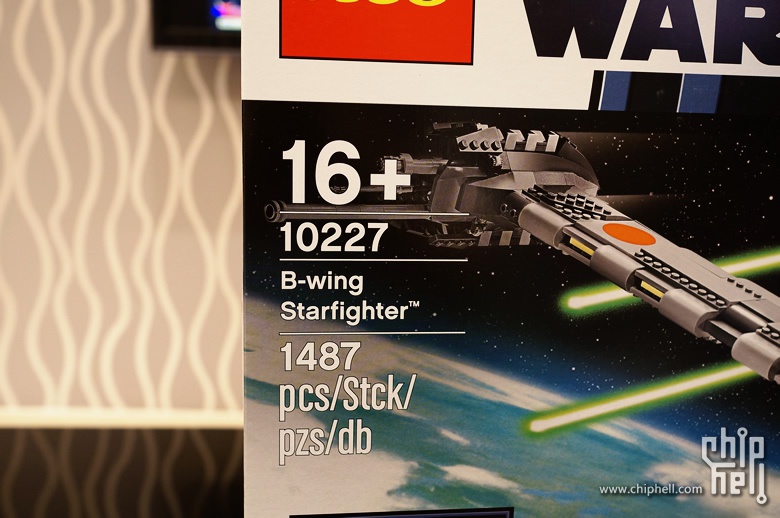 WAR
16+
10227
B-wing
Starfighter™
1487
pcs/Stck/
pzs/db
www.chiphell.com
chip
hell